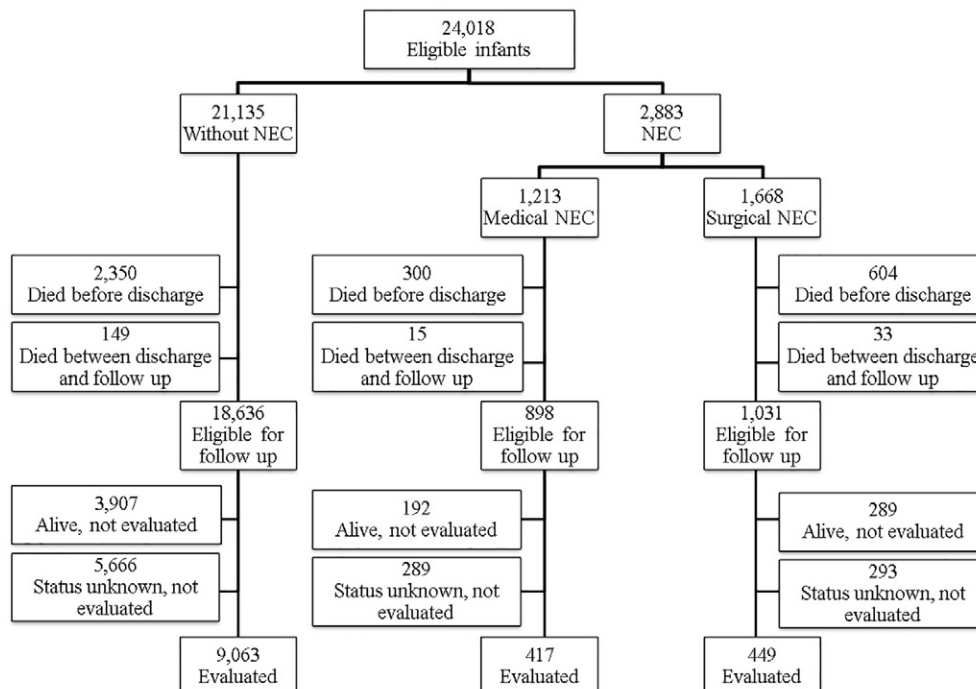 24,018
Eligible infants
21,135
Without NEC
2,883
NEC
1,213
Medical NEC
1,668
Surgical NEC
2,350
Died before discharge
300
Died before discharge
604
Died before discharge
149
Died between discharge
and follow up
15
Died between discharge
and follow up
33
Died between discharge
and follow up
18,636
Eligible for
follow up
898
Eligible for
follow up
1,031
Eligible for
follow up
3,907
Alive, not evaluated
192
Alive, not evaluated
289
Alive, not evaluated
5,666
Status unknown, not
evaluated
289
Status unknown, not
evaluated
293
Status unknown, not
evaluated
9,063
Evaluated
417
Evaluated
449
Evaluated